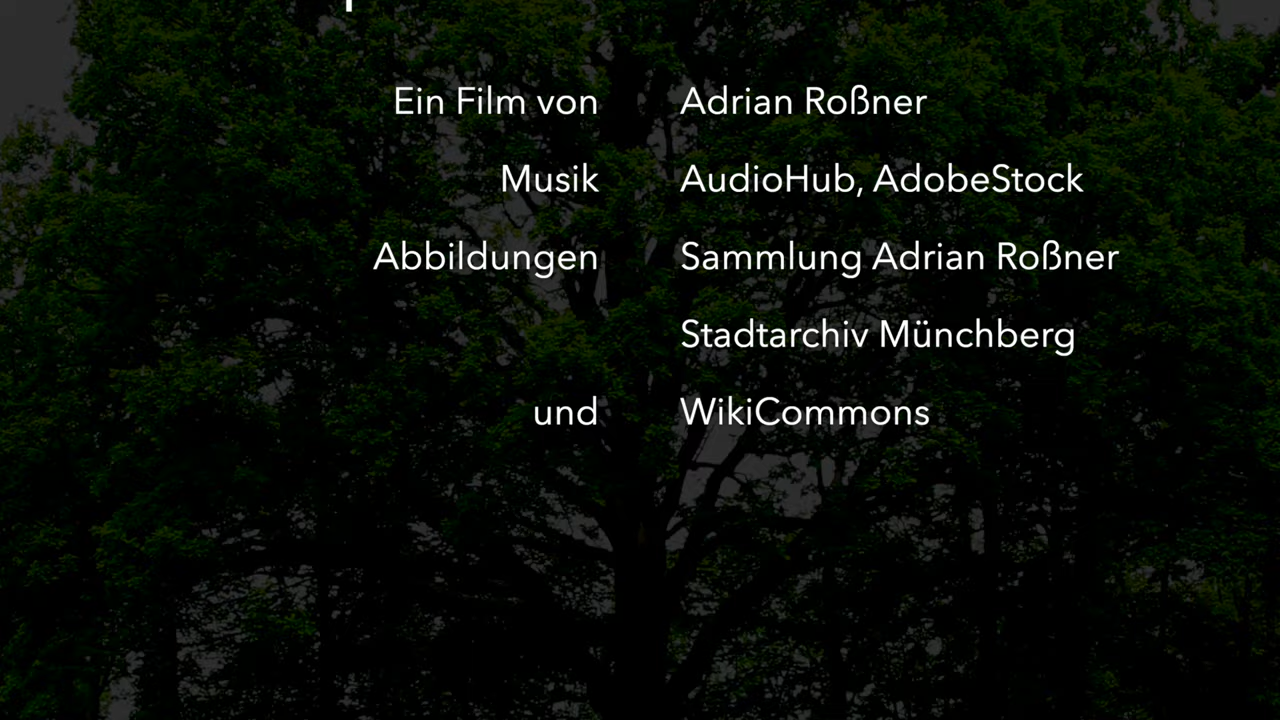 Ein Film von Adrian Roßner
Musik AudioHub, AdobeStock
Abbildungen Sammlung Adrian Roßner
Stadtarchiv Münchberg
und WikiCommons